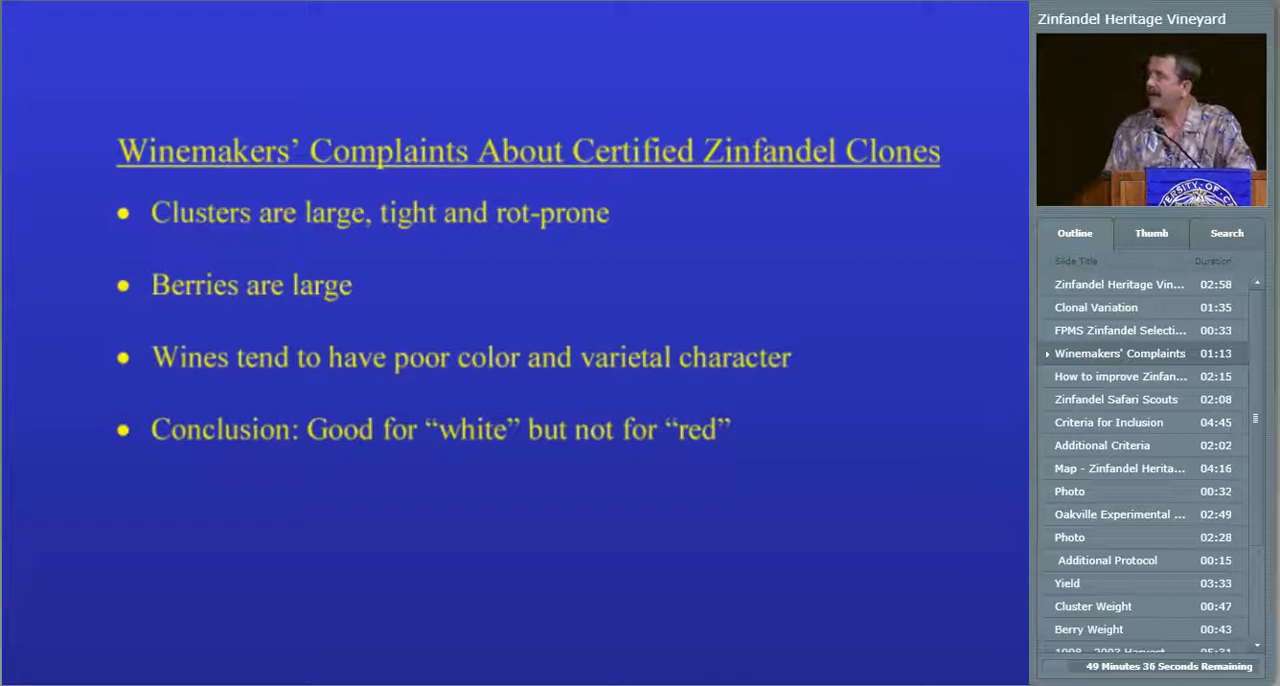 Winemakers' Complaints About Certified Zinfandel Clones
• Clusters are large, tight and rot-prone
• Berries are large
• Wines tend to have poor color and varietal character
• Conclusion: Good for “white” but not for “red”
Zinfandel Heritage Vineyard
Outline Thumb Search
Slide Title Duration
Zinfandel Heritage Vin... 02:58
Clonal Variation 01:35
FPMS Zinfandel Selecti... 00:33
Winemakers' Complaints 01:13
How to improve Zinfan... 02:15
Zinfandel Safari Scouts 02:08
Criteria for Inclusion 04:45
Additional Criteria 02:02
Map - Zinfandel Herita... 04:16
Photo 00:32
Oakville Experimental ... 02:49
Photo 02:28
Additional Protocol 00:15
Yield 03:33
Cluster Weight 00:47
Berry Weight 00:43
1998 - 2003 Harvest 05:31
49 Minutes 36 Seconds Remaining